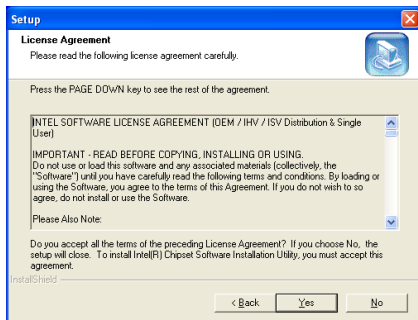 Setup
License Agreement
Please read the following license agreement carefully.
Press the PAGE DOWN key to see the rest of the agreement.
INTEL SOFTWARE LICENSE AGREEMENT (OEM / IHV / ISV Distribution & Single
User)
IMPORTANT - READ BEFORE COPYING, INSTALLING OR USING.
Do not use or load this software and any associated materials (collectively, the
"Software") until you have carefully read the following terms and conditions. By loading or
using the Software, you agree to the terms of this Agreement. If you do not wish to so
agree, do not install or use the Software.
Please Also Note:
Do you accept all the terms of the preceding License Agreement? If you choose No, the
setup will close. To install Intel(R) Chipset Software Installation Utility, you must accept this
agreement.
InstallShield
< Back Yes No